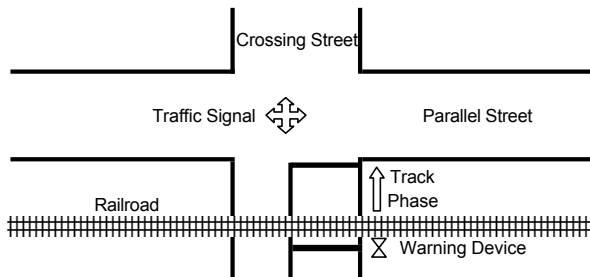 Crossing Street
Traffic Signal
Parallel Street
Track
Phase
Railroad
Warning Device